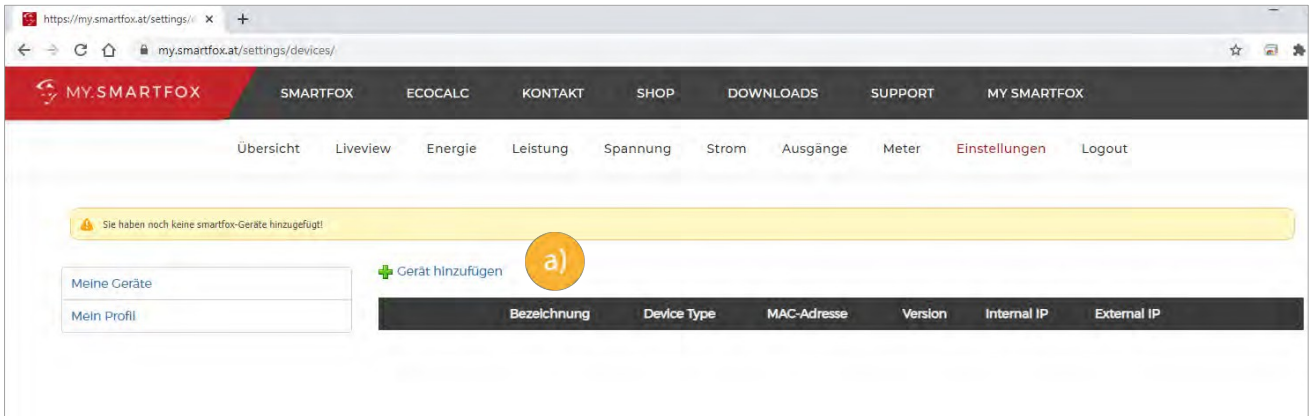 https://my.smartfox.at/settings/
my.smartfox.at/settings/devices/
MY.SMARTFOX SMARTFOX ECOCALC KONTAKT SHOP DOWNLOADS SUPPORT MY SMARTFOX
Übersicht Liveview Energie Leistung Spannung Strom Ausgänge Meter Einstellungen Logout
Sie haben noch keine smartfox-Geräte hinzugefügt!
Gerät hinzufügen a)
Meine Geräte
Mein Profil
Bezeichnung Device Type MAC-Adresse Version Internal IP External IP